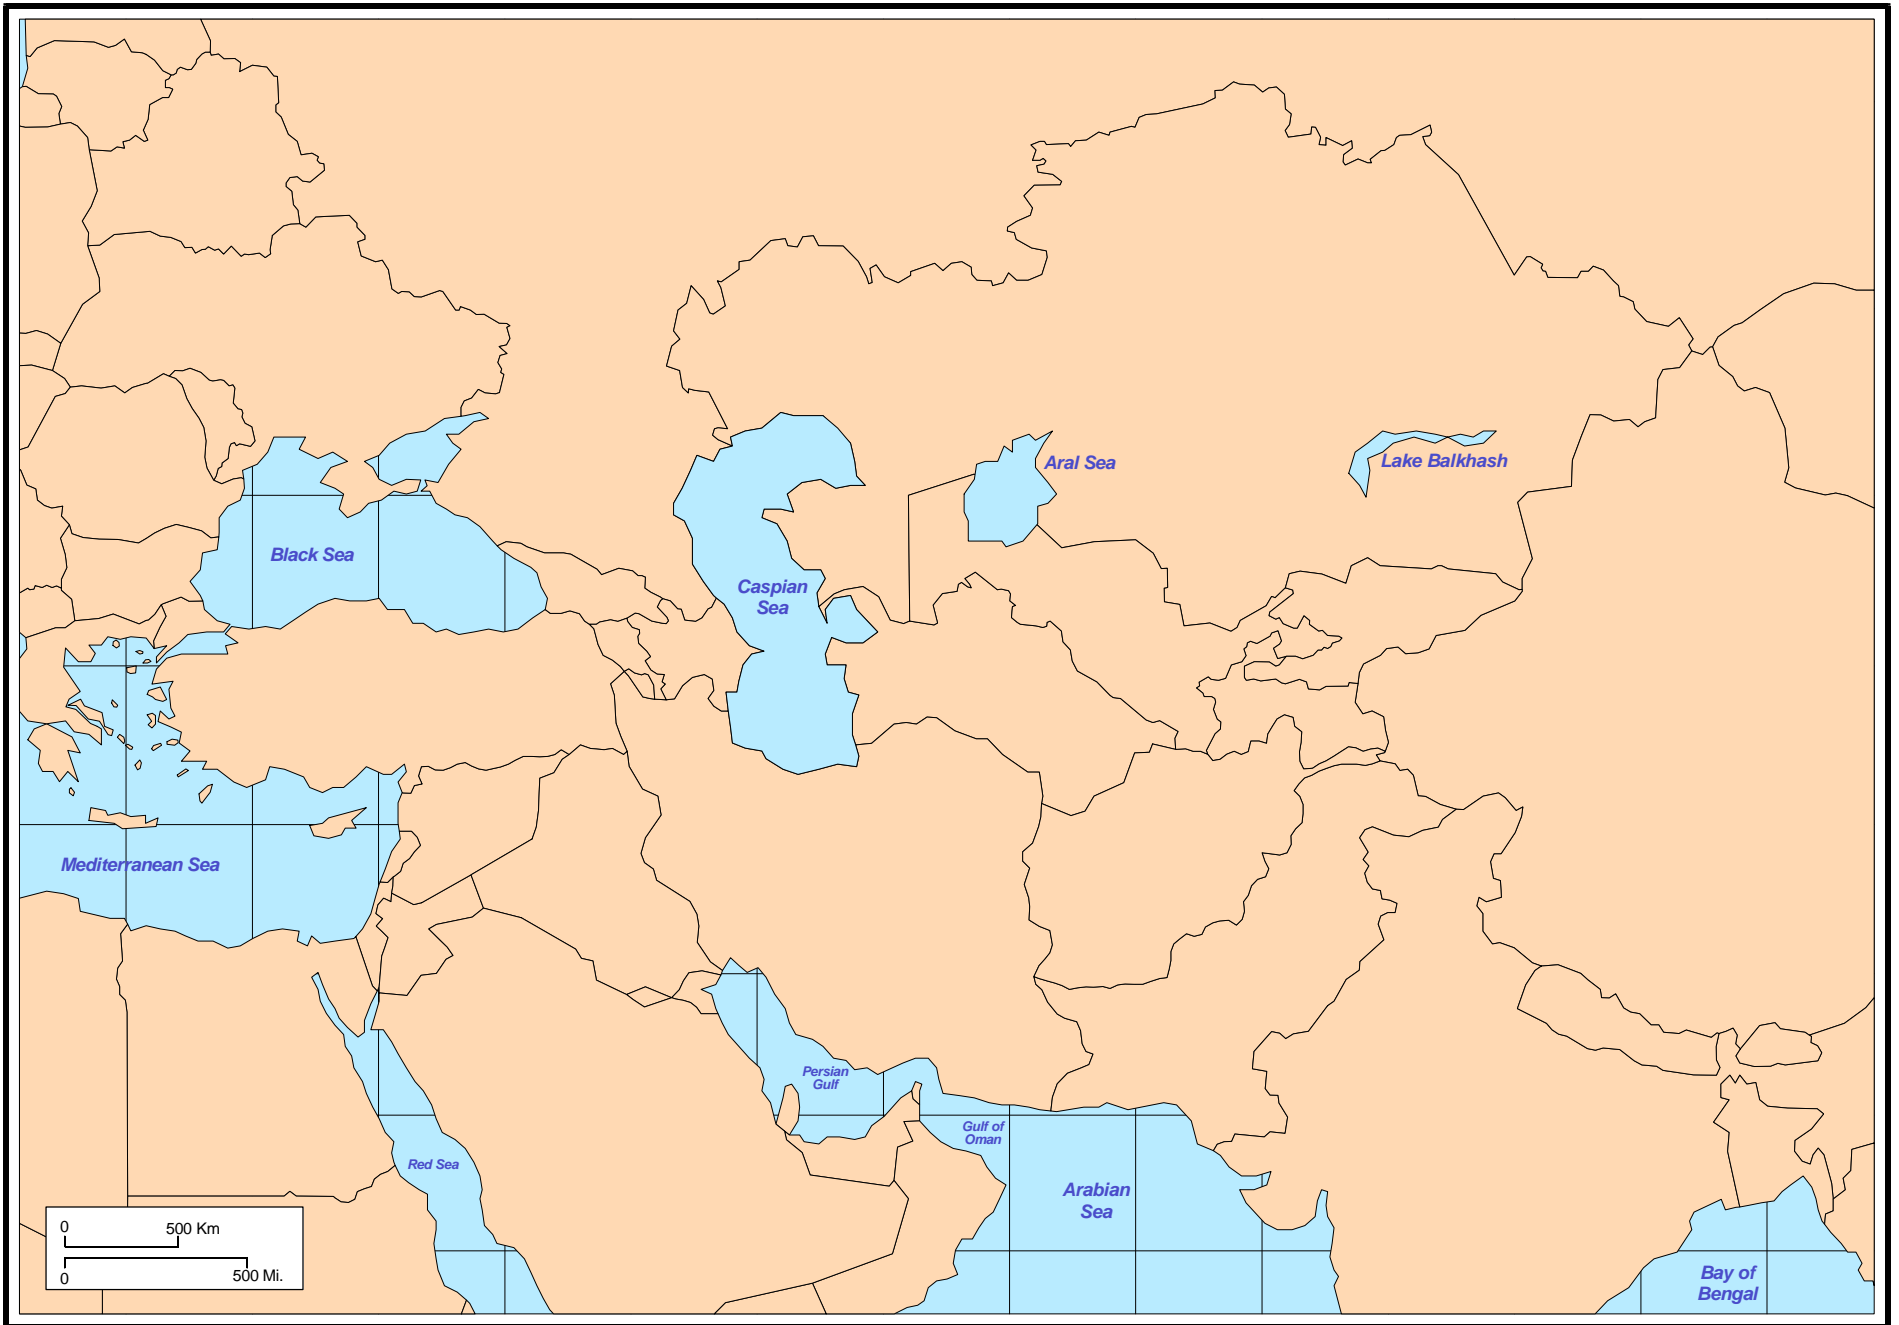 Aral Sea
Lake Balkhash
Black Sea
Caspian
Sea
Mediterranean Sea
Persian
Gulf
Gulf of
Oman
Red Sea
Arabian
Sea
0
500 Km
0
500 Mi.
Bay of
Bengal